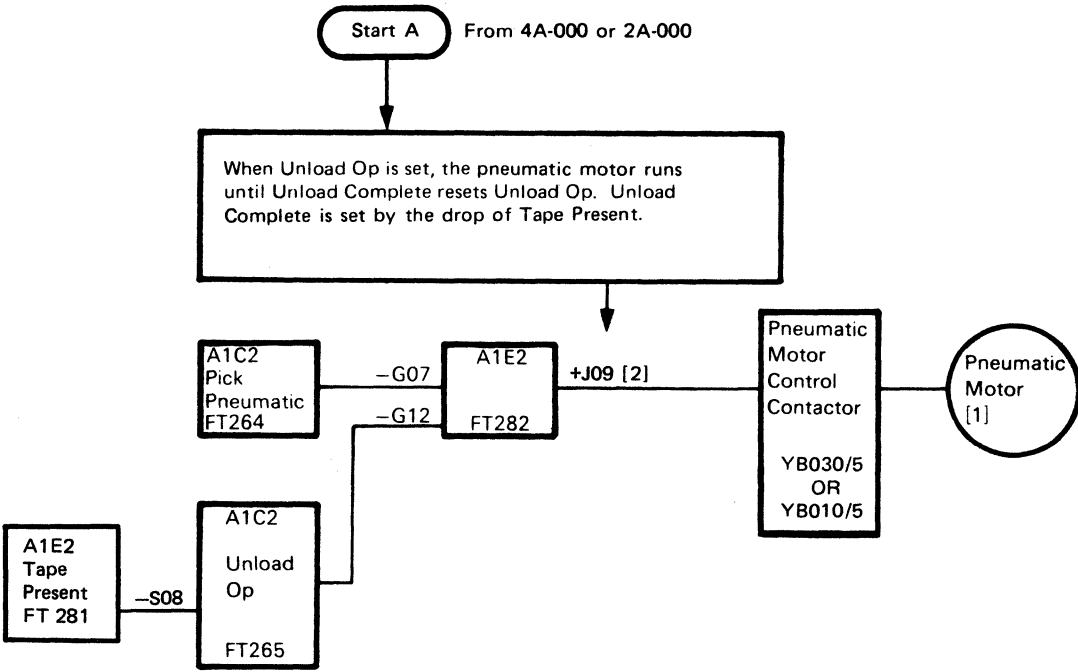 Start A
From 4A-000 or 2A-000
When Unload Op is set, the pneumatic motor runs
until Unload Complete resets Unload Op. Unload
Complete is set by the drop of Tape Present.
A1C2
Pick
Pneumatic
FT264
−G07
−G12
A1E2
FT282
+J09 [2]
Pneumatic
Motor
Control
Contactor
YB030/5
OR
YB010/5
Pneumatic
Motor
[1]
A1E2
Tape
Present
FT 281
−S08
A1C2
Unload
Op
FT265